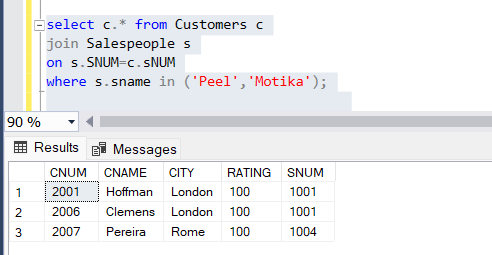 select c.* from Customers c
join Salespeople s
on s.SNUM=c.sNUM
where s.sname in ('Peel','Motika');
90 %
Results Messages
CNUM CNAME CITY RATING SNUM
1 2001 Hoffman London 100 1001
2 2006 Clemens London 100 1001
3 2007 Pereira Rome 100 1004